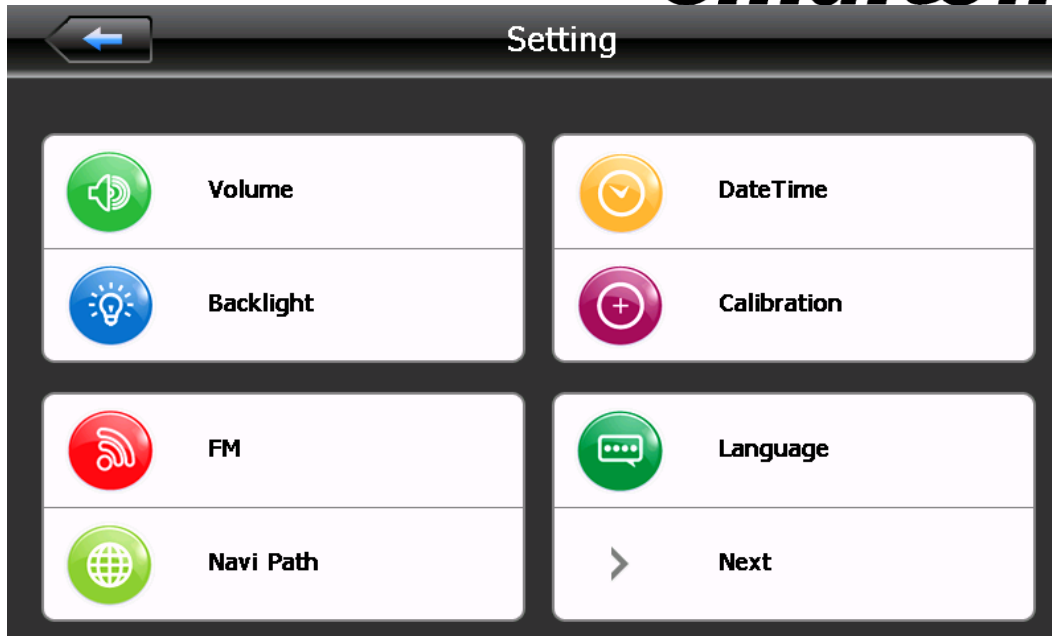 Setting
Volume
DateTime
Backlight
Calibration
FM
Language
Navi Path
Next